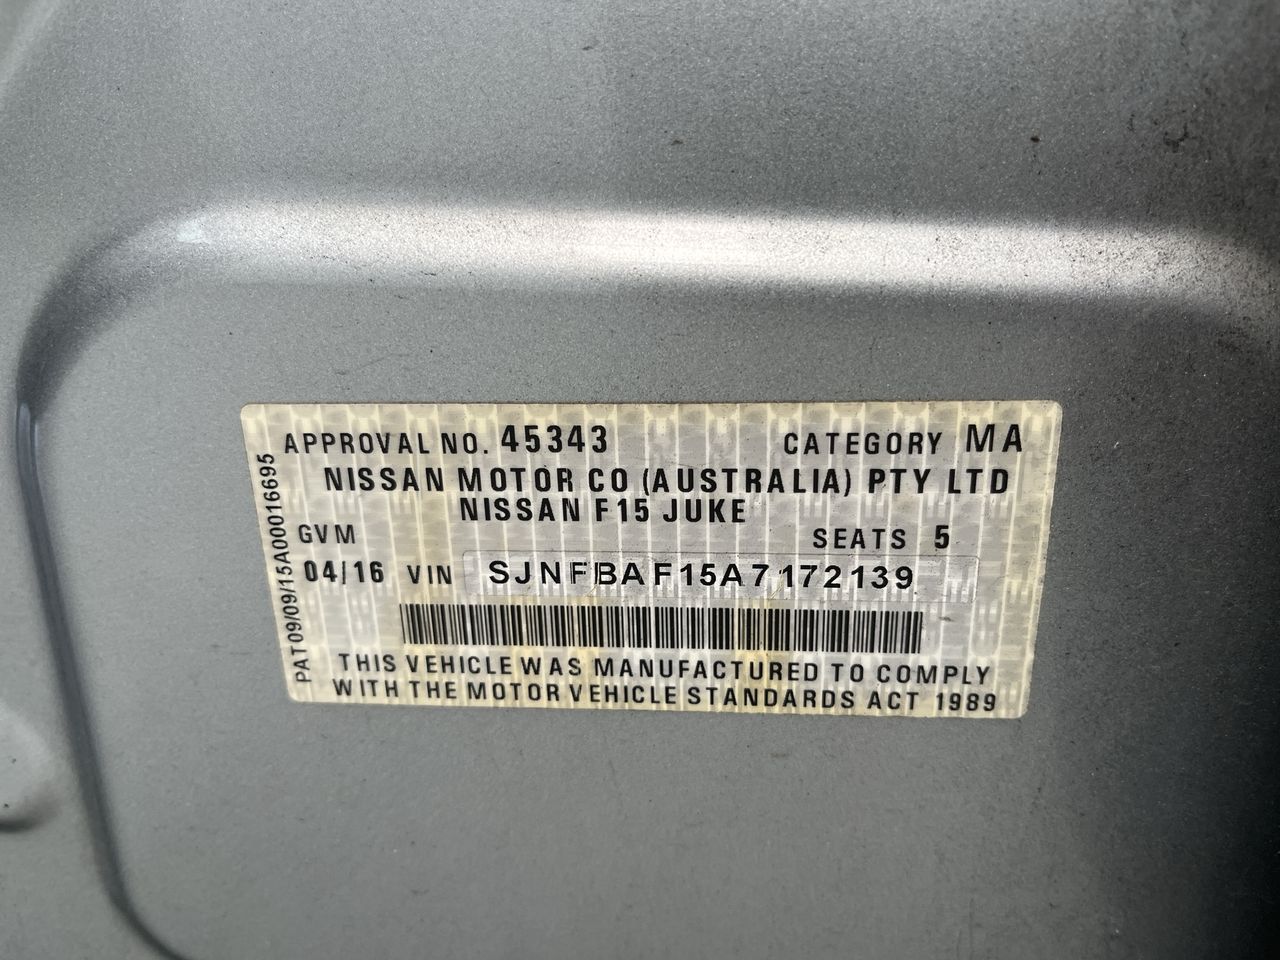 APPROVAL NO. 45343 CATEGORY MA
NISSAN MOTOR CO (AUSTRALIA) PTY LTD
NISSAN F15 JUKE
GVM SEATS 5
04/16 VIN SJNFBAF15A7172139
THIS VEHICLE WAS MANUFACTURED TO COMPLY
WITH THE MOTOR VEHICLE STANDARDS ACT 1989
PAT09/09/15A00016695